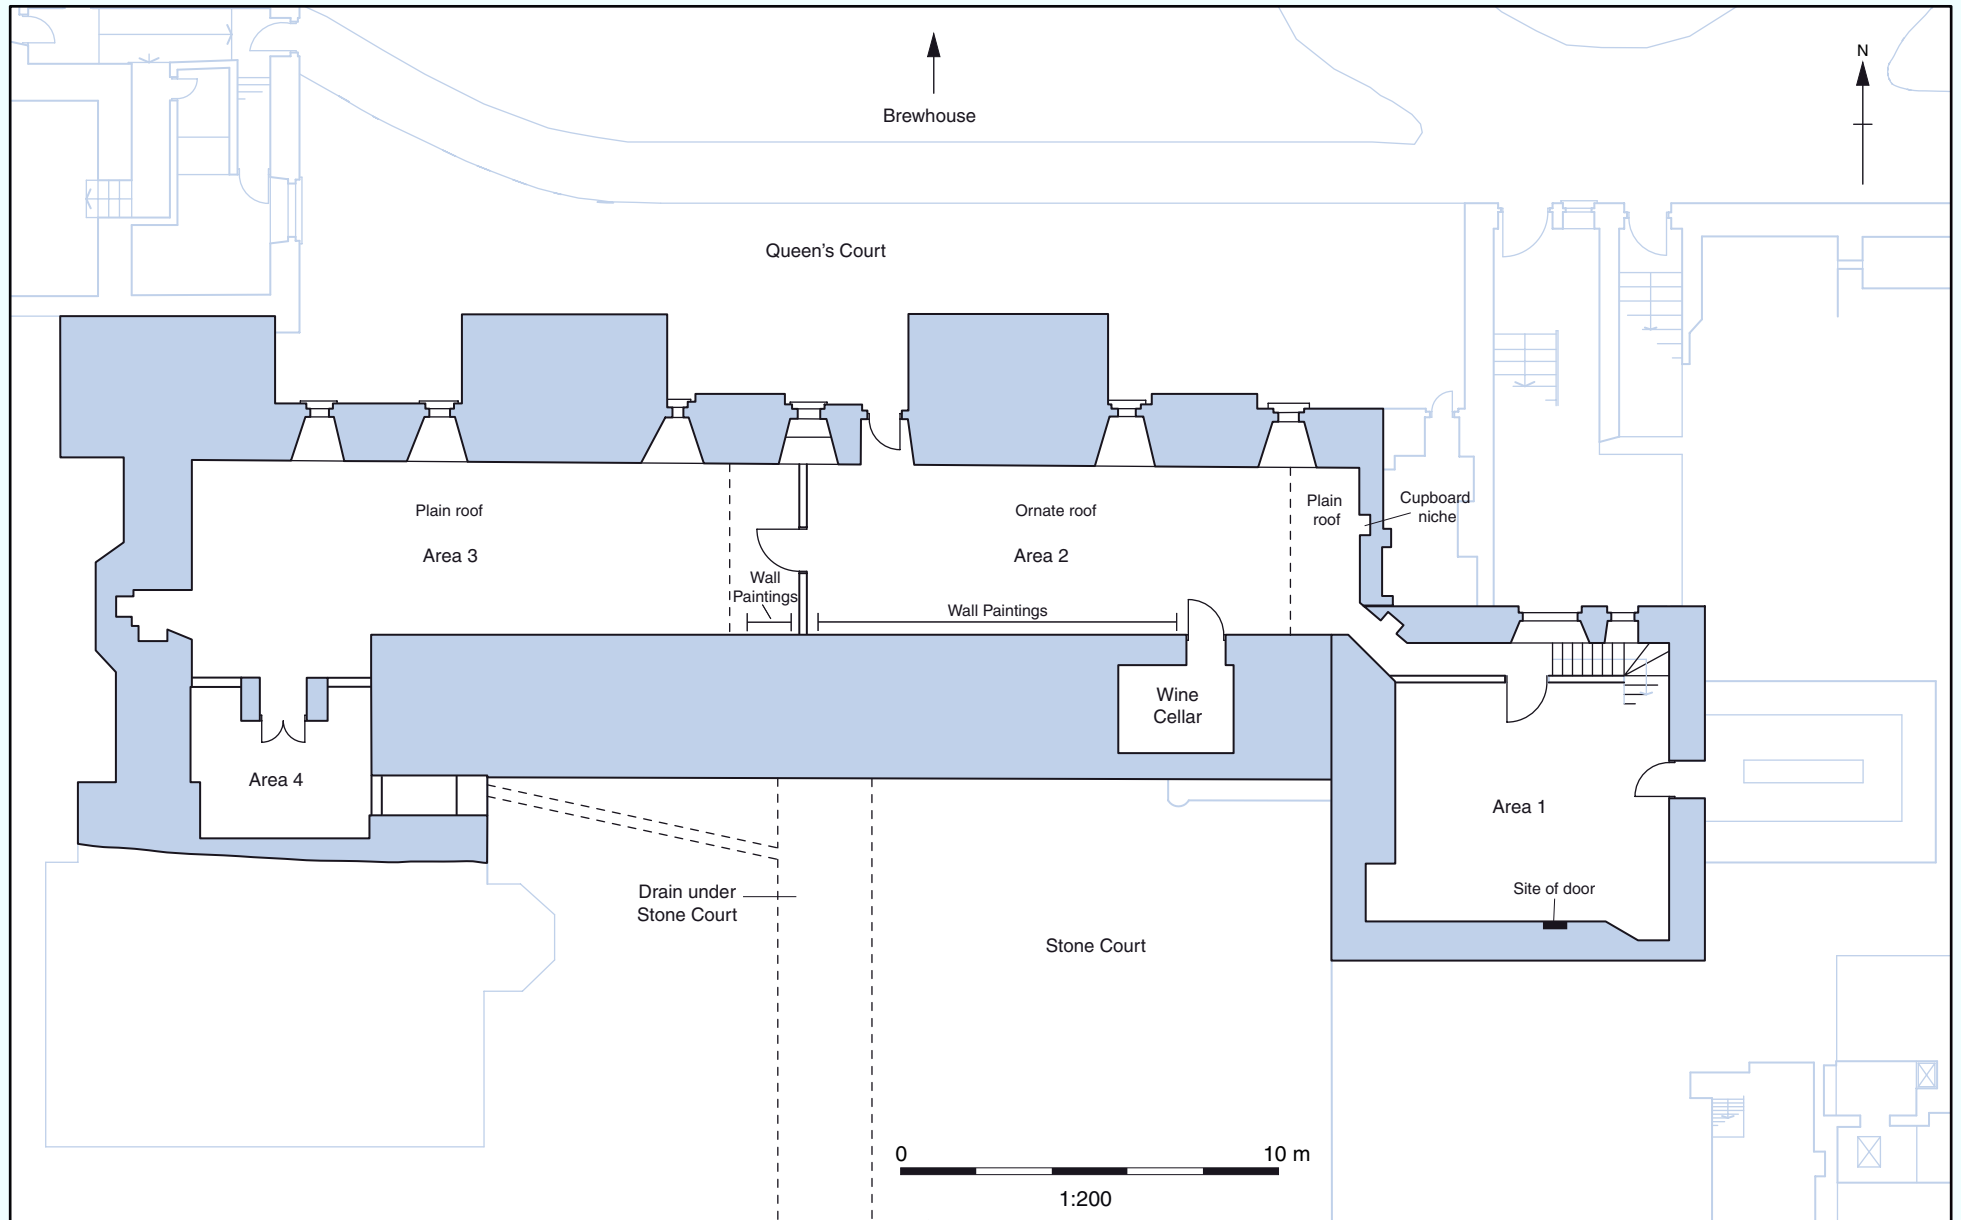 N
Brewhouse
Queen's Court
Plain roof
Ornate roof
Plain
roof
Cupboard
niche
Area 3
Area 2
Wall
Paintings
Wall Paintings
Wine
Cellar
Area 4
Area 1
Drain under
Stone Court
Site of door
Stone Court
0 10 m
1:200